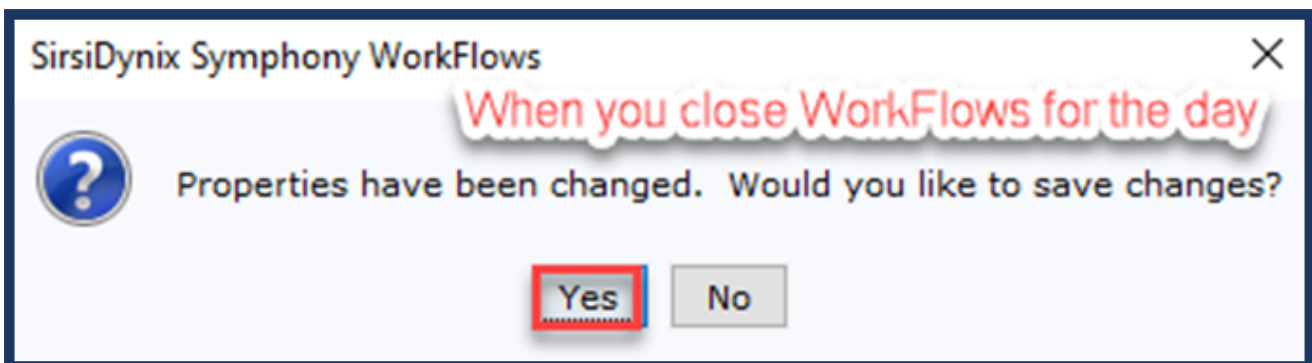 SirsiDynix Symphony WorkFlows
When you close WorkFlows for the day
Properties have been changed. Would you like to save changes?
Yes No